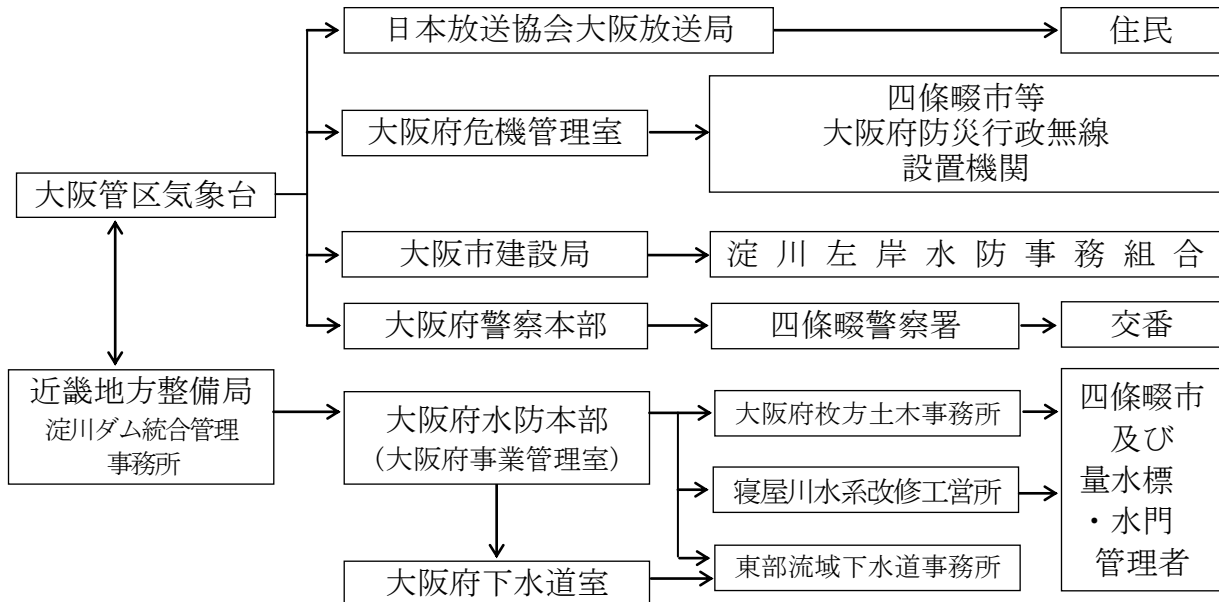 日本放送協会大阪放送局
住民
大阪府危機管理室
四條畷市等
大阪府防災行政無線
設置機関
大阪管区気象台
大阪市建設局
淀川左岸水防事務組合
大阪府警察本部
四條畷警察署
交番
近畿地方整備局
淀川ダム統合管理
事務所
大阪府水防本部
(大阪府事業管理室)
大阪府枚方土木事務所
寝屋川水系改修工営所
四條畷市
及び
量水標
・水門
管理者
大阪府下水道室
東部流域下水道事務所